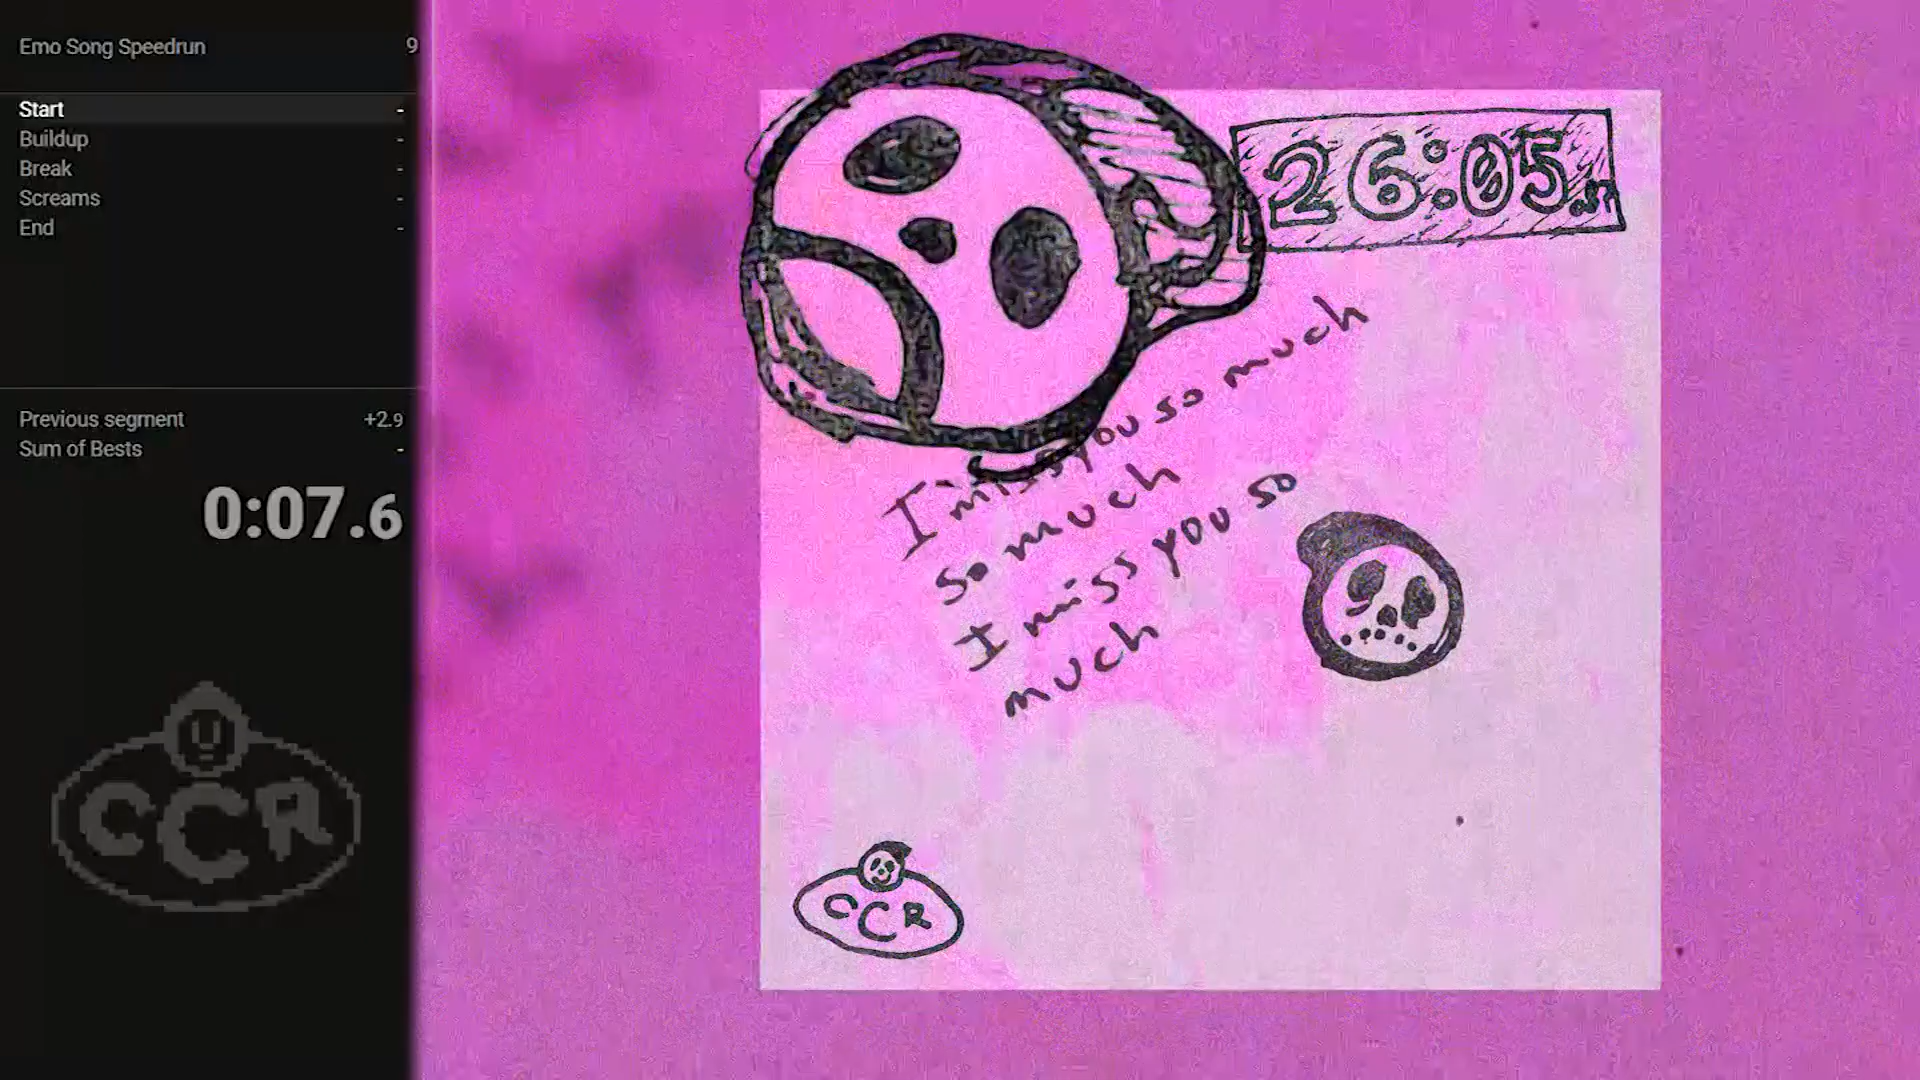 Emo Song Speedrun 9
Start -
Buildup -
Break -
Screams -
End -
Previous segment +2.9
Sum of Bests -
0:07.6
CCR
26:05
I miss you so much
so much
I miss you so
much
CCR